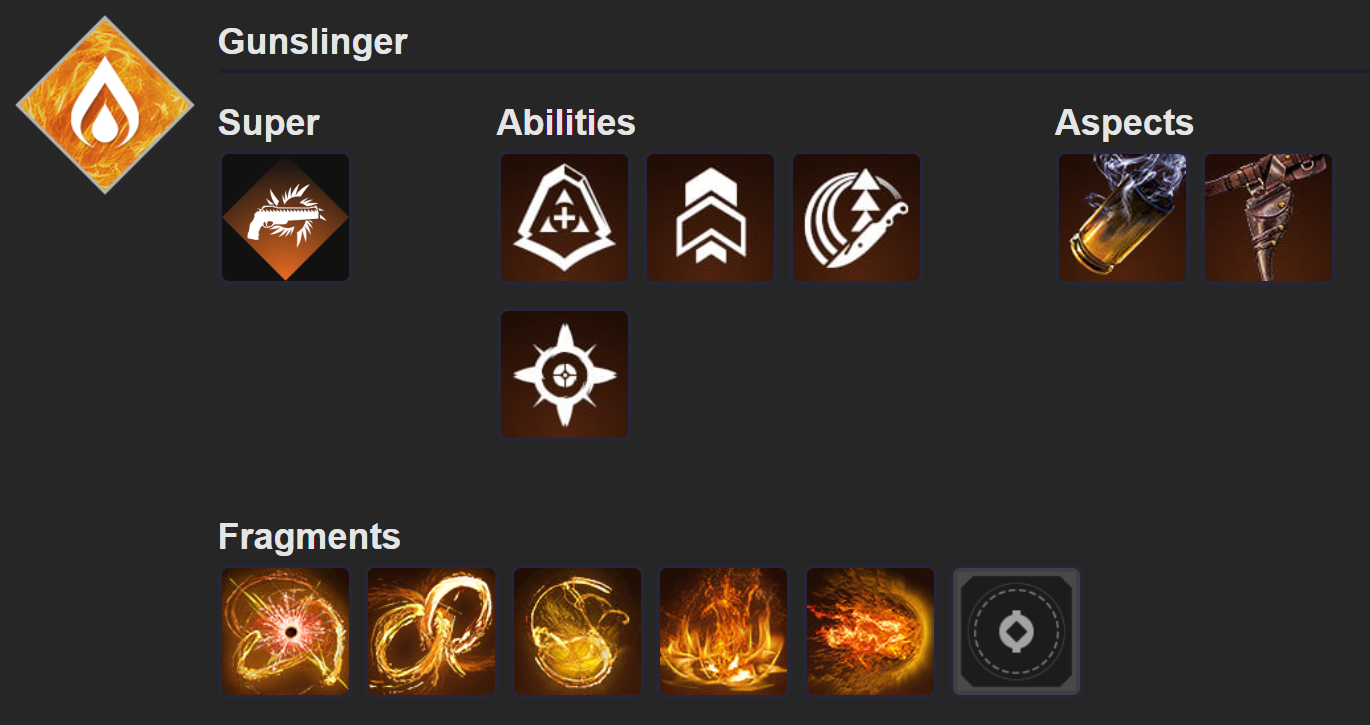 Gunslinger
Super
Abilities
Aspects
Fragments